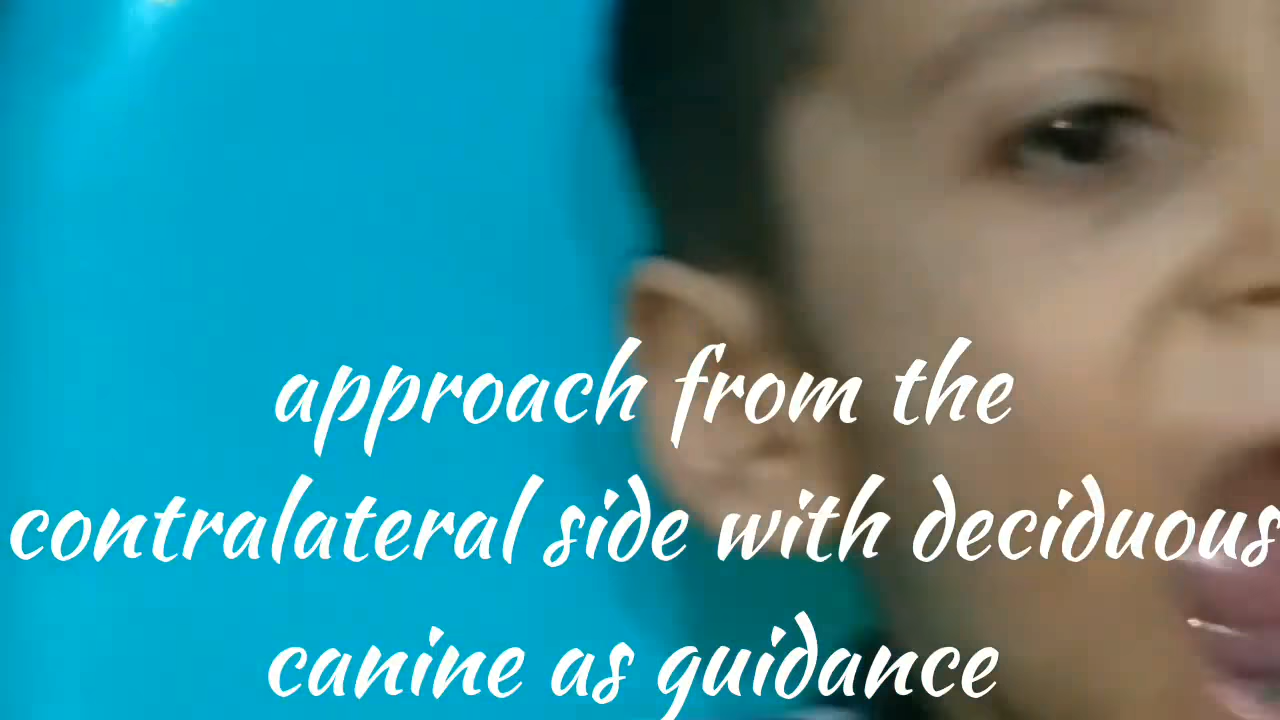 approach from the
contralateral side with deciduous
canine as guidance